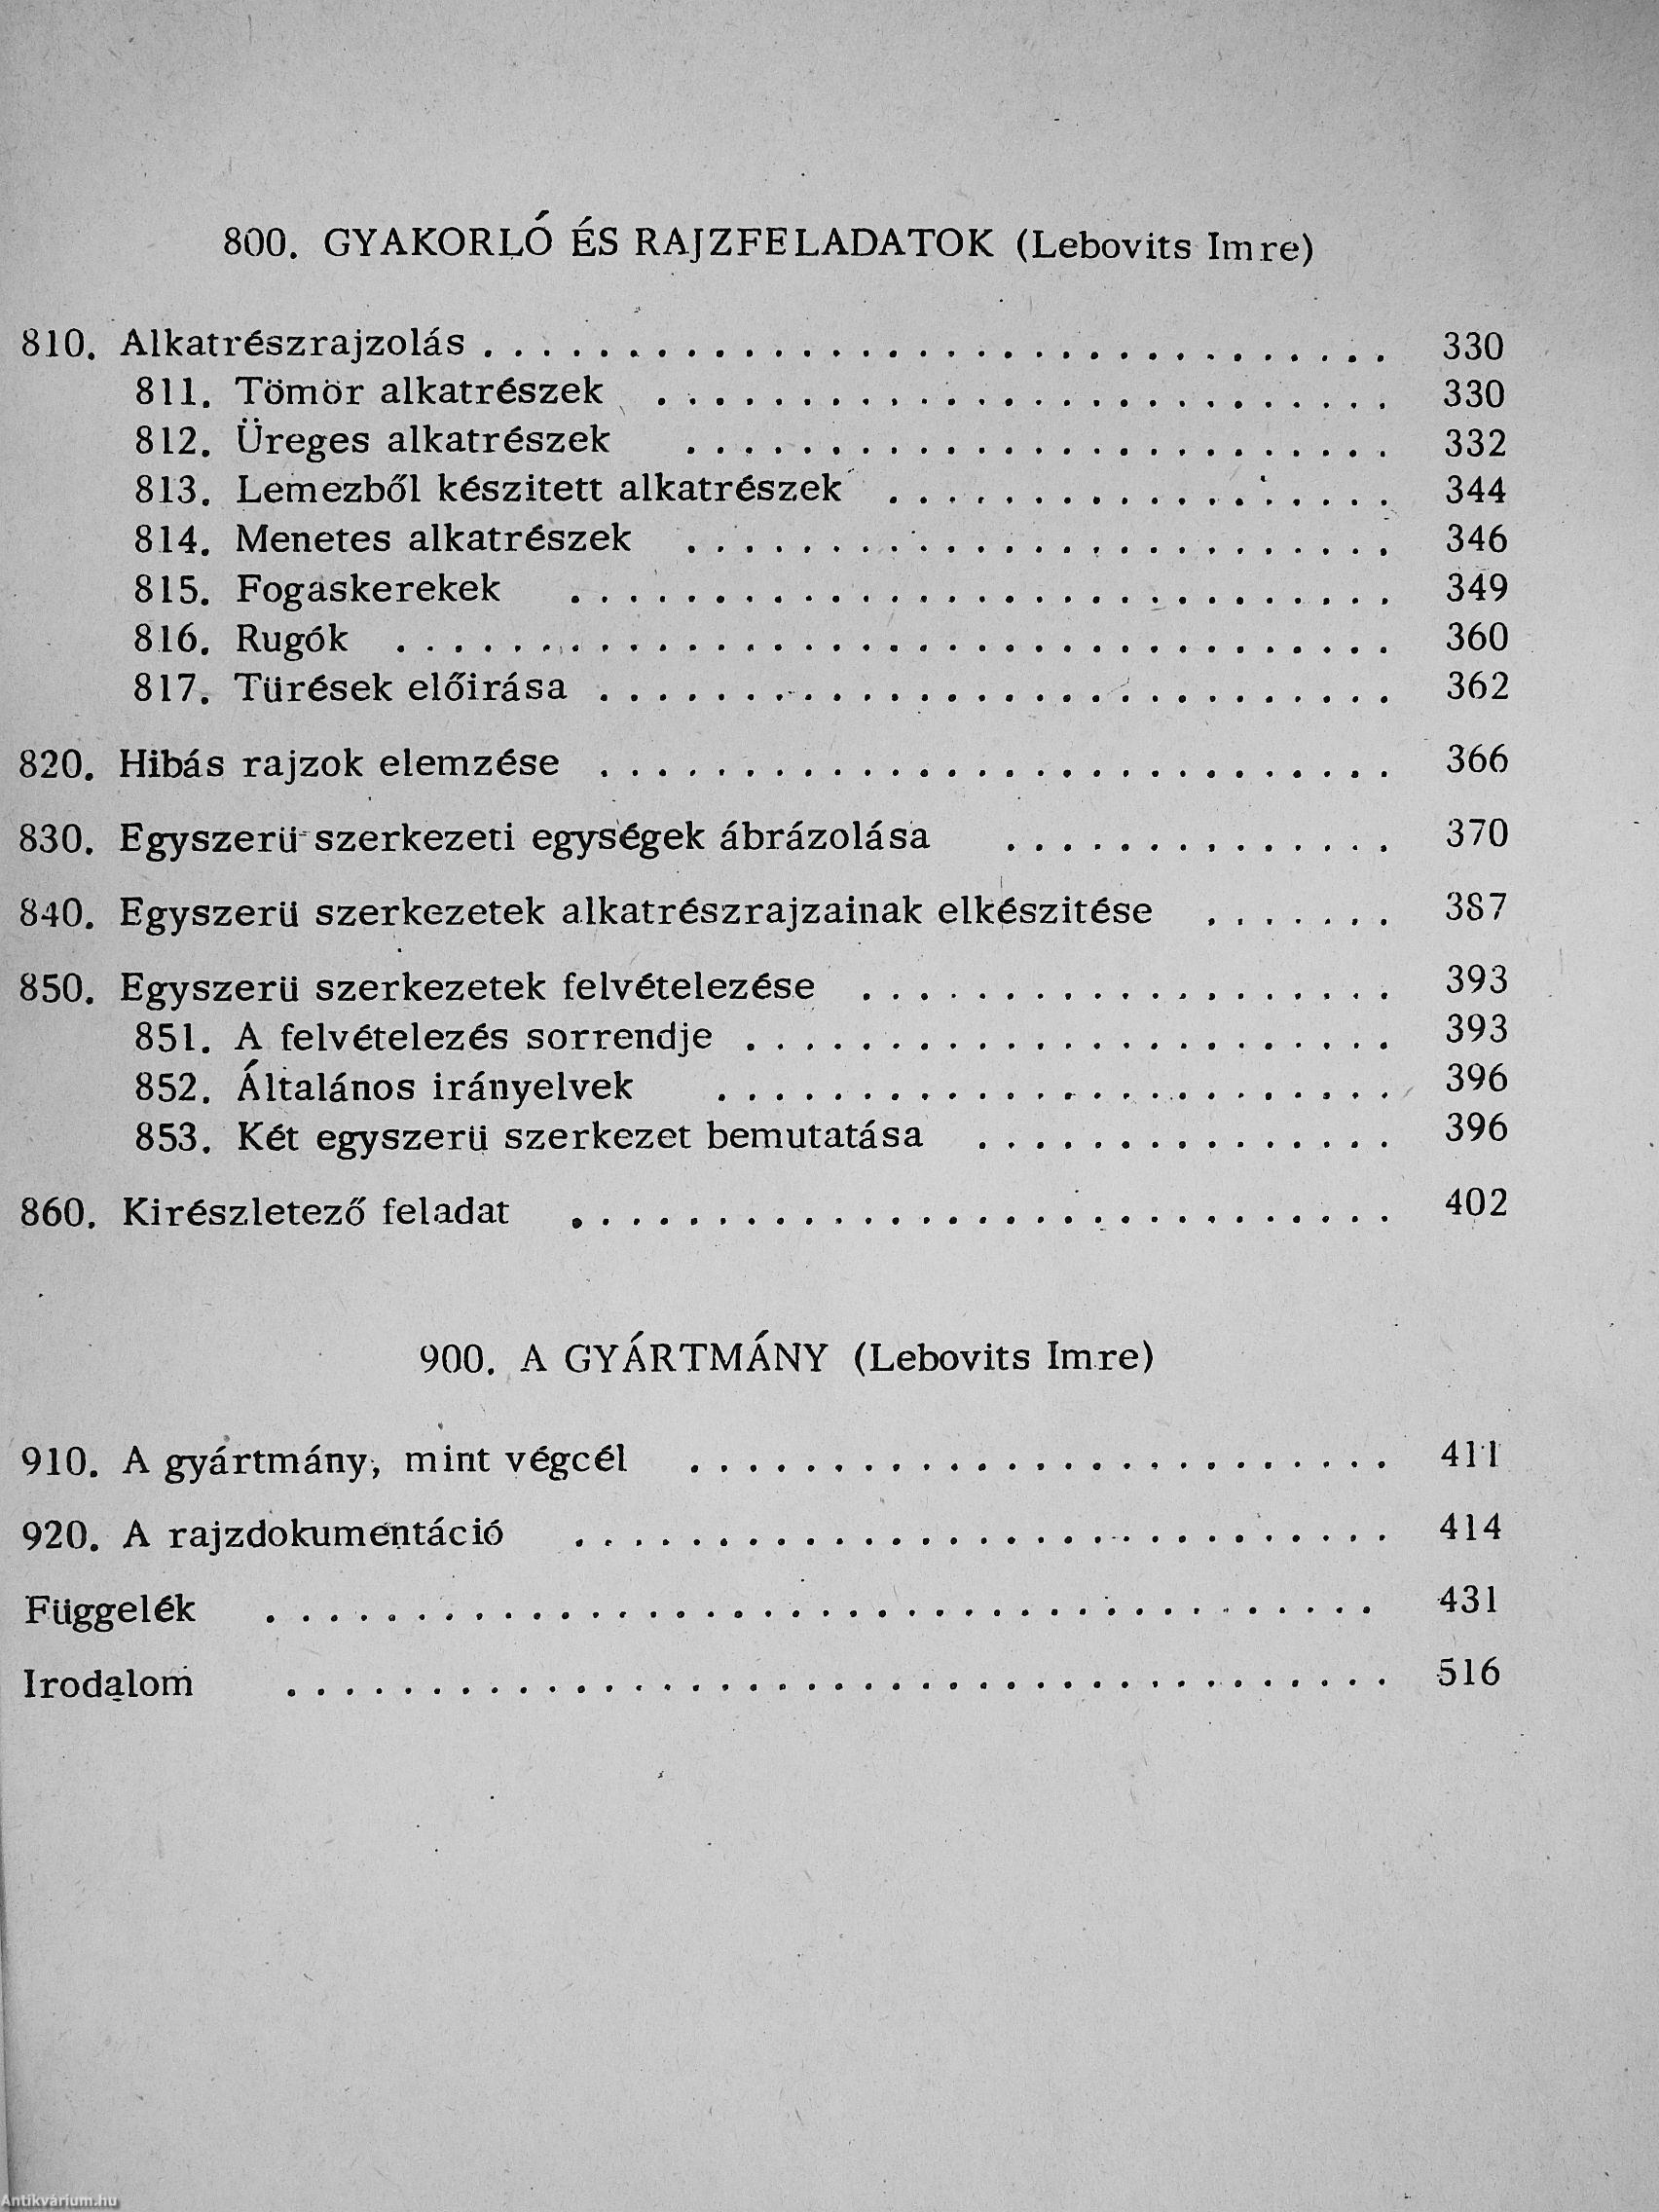 800. GYAKORLÓ ÉS RAJZFELADATOK (Lebovits Imre)
810. Alkatrészrajzolás . . . . . . . . . . . . . . . . . . . . . . . . . . . . . . . . 330
811. Tömör alkatrészek . . . . . . . . . . . . . . . . . . . . . . . . . . 330
812. Üreges alkatrészek . . . . . . . . . . . . . . . . . . . . . . . . . 332
813. Lemezből készitett alkatrészek . . . . . . . . . . . . . . . . . . 344
814. Menetes alkatrészek . . . . . . . . . . . . . . . . . . . . . . . . . 346
815. Fogaskerekek . . . . . . . . . . . . . . . . . . . . . . . . . . . . . 349
816. Rugók . . . . . . . . . . . . . . . . . . . . . . . . . . . . . . . . . . . 360
817. Türések előirása . . . . . . . . . . . . . . . . . . . . . . . . . . . . 362
820. Hibás rajzok elemzése . . . . . . . . . . . . . . . . . . . . . . . . . . . . 366
830. Egyszerü szerkezeti egységek ábrázolása . . . . . . . . . . . . . . 370
840. Egyszerü szerkezetek alkatrészrajzainak elkészitése . . . . . . . 387
850. Egyszerü szerkezetek felvételezése . . . . . . . . . . . . . . . . . . . 393
851. A felvételezés sorrendje . . . . . . . . . . . . . . . . . . . . . . . 393
852. Általános irányelvek . . . . . . . . . . . . . . . . . . . . . . . . 396
853. Két egyszerü szerkezet bemutatása . . . . . . . . . . . . . . . 396
860. Kirészletező feladat . . . . . . . . . . . . . . . . . . . . . . . . . . . . . 402
900. A GYÁRTMÁNY (Lebovits Imre)
910. A gyártmány, mint végcél . . . . . . . . . . . . . . . . . . . . . . . . . 411
920. A rajzdokumentáció . . . . . . . . . . . . . . . . . . . . . . . . . . . . . 414
Függelék . . . . . . . . . . . . . . . . . . . . . . . . . . . . . . . . . . . . . . . 431
Irodalom . . . . . . . . . . . . . . . . . . . . . . . . . . . . . . . . . . . . . . . 516
Antikvárium.hu